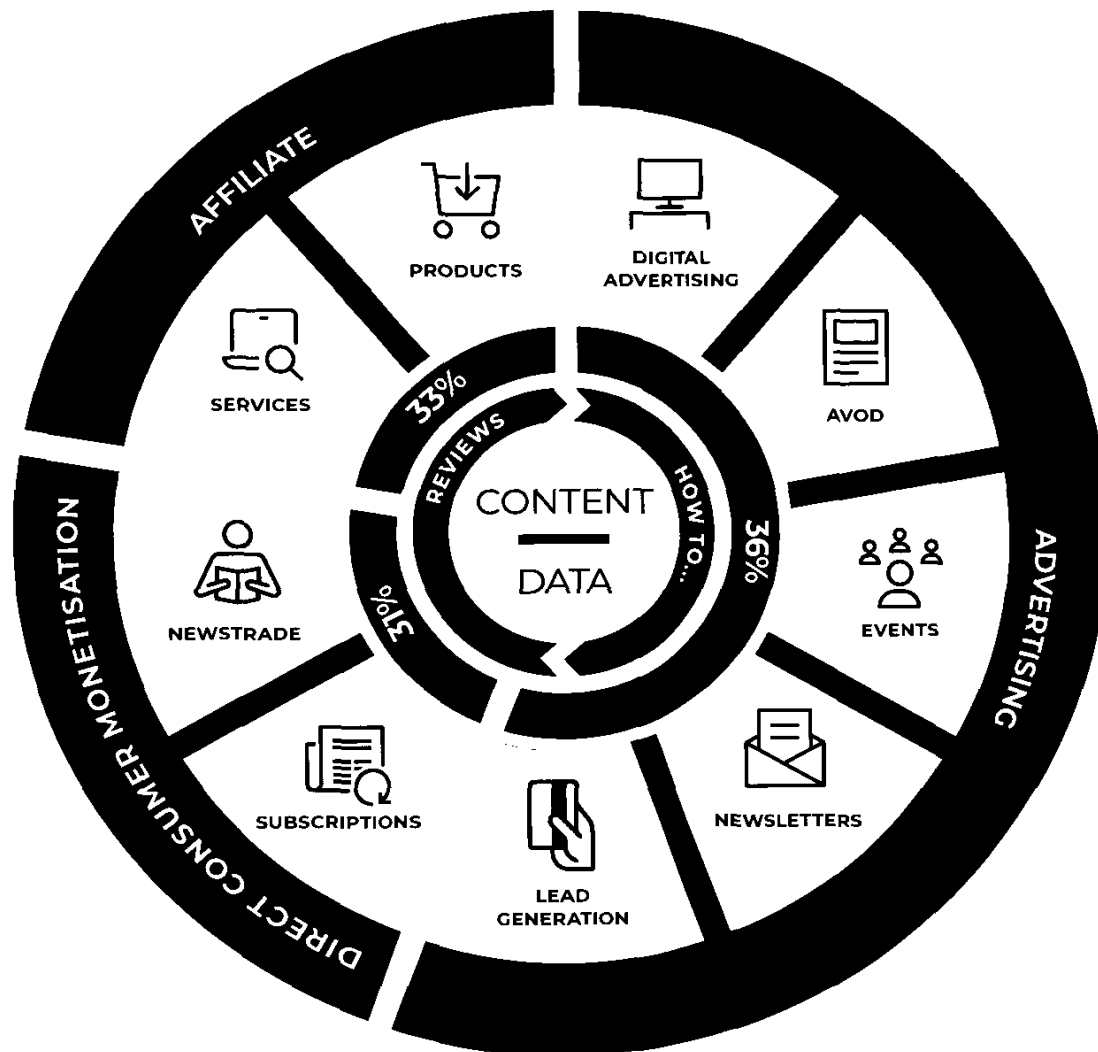 AFFILIATE
PRODUCTS
DIGITAL
ADVERTISING
SERVICES
AVOD
33%
REVIEWS
HOW TO...
CONTENT
DATA
36%
31%
ADVERTISING
EVENTS
NEWSTRADE
DIRECT CONSUMER MONETISATION
SUBSCRIPTIONS
NEWSLETTERS
LEAD
GENERATION